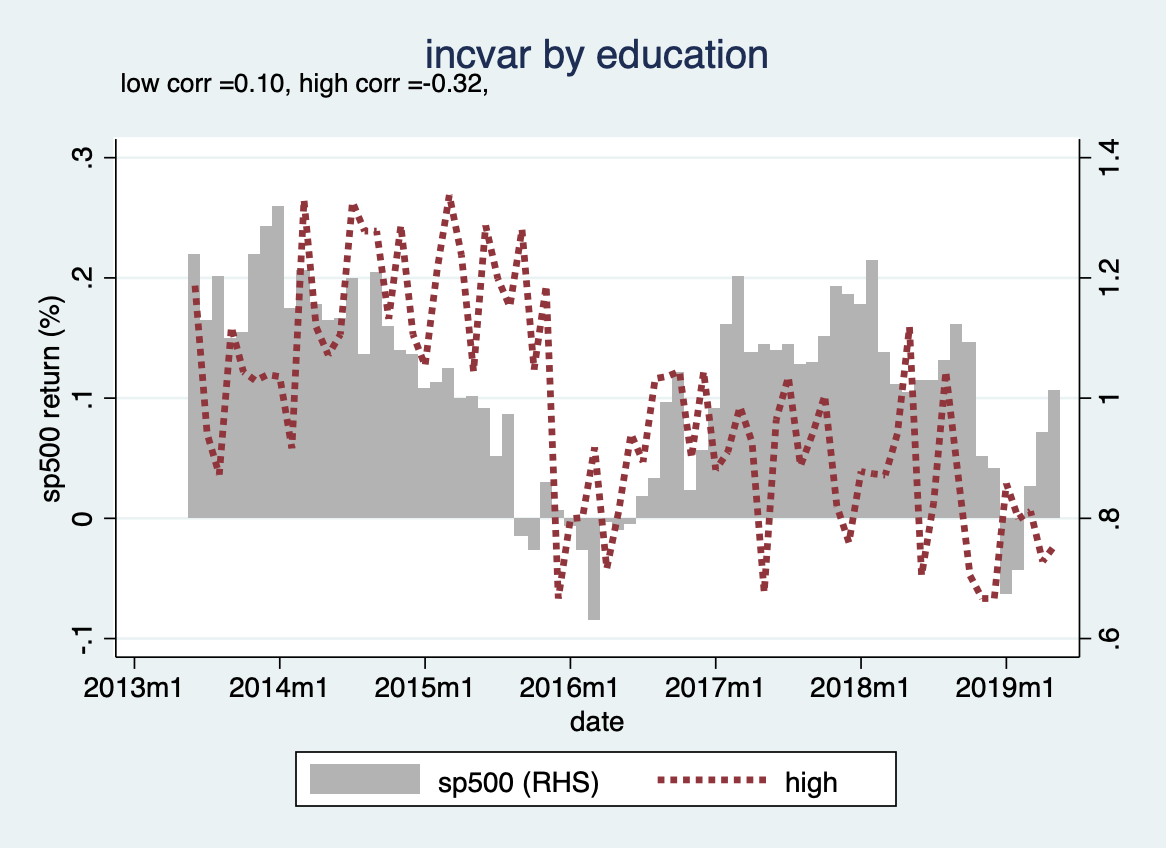 incvar by education
low corr =0.10, high corr =-0.32,
sp500 return (%)
.3
.2
.1
0
-.1
1.4
1.2
1
.8
.6
2013m1 2014m1 2015m1 2016m1 2017m1 2018m1 2019m1
date
sp500 (RHS) high